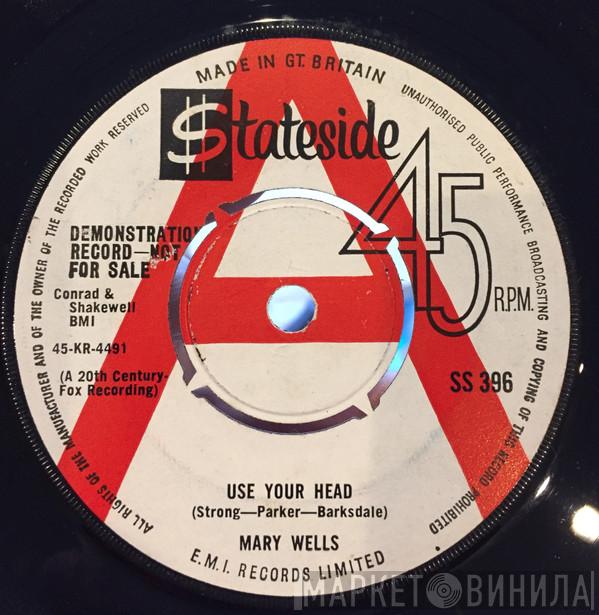 MADE IN GT. BRITAIN
$tateside
45
R.P.M.
DEMONSTRATION
RECORD—NOT
FOR SALE
Conrad &
Shakewell
BMI
45-KR-4491
(A 20th Century-
Fox Recording)
SS 396
USE YOUR HEAD
(Strong—Parker—Barksdale)
MARY WELLS
E.M.I. RECORDS LIMITED
ALL RIGHTS OF THE MANUFACTURER AND OF THE OWNER OF THE RECORDED WORK RESERVED
UNAUTHORISED PUBLIC PERFORMANCE BROADCASTING AND COPYING OF THIS RECORD PROHIBITED
A
МАРКЕТ ВИНИЛА